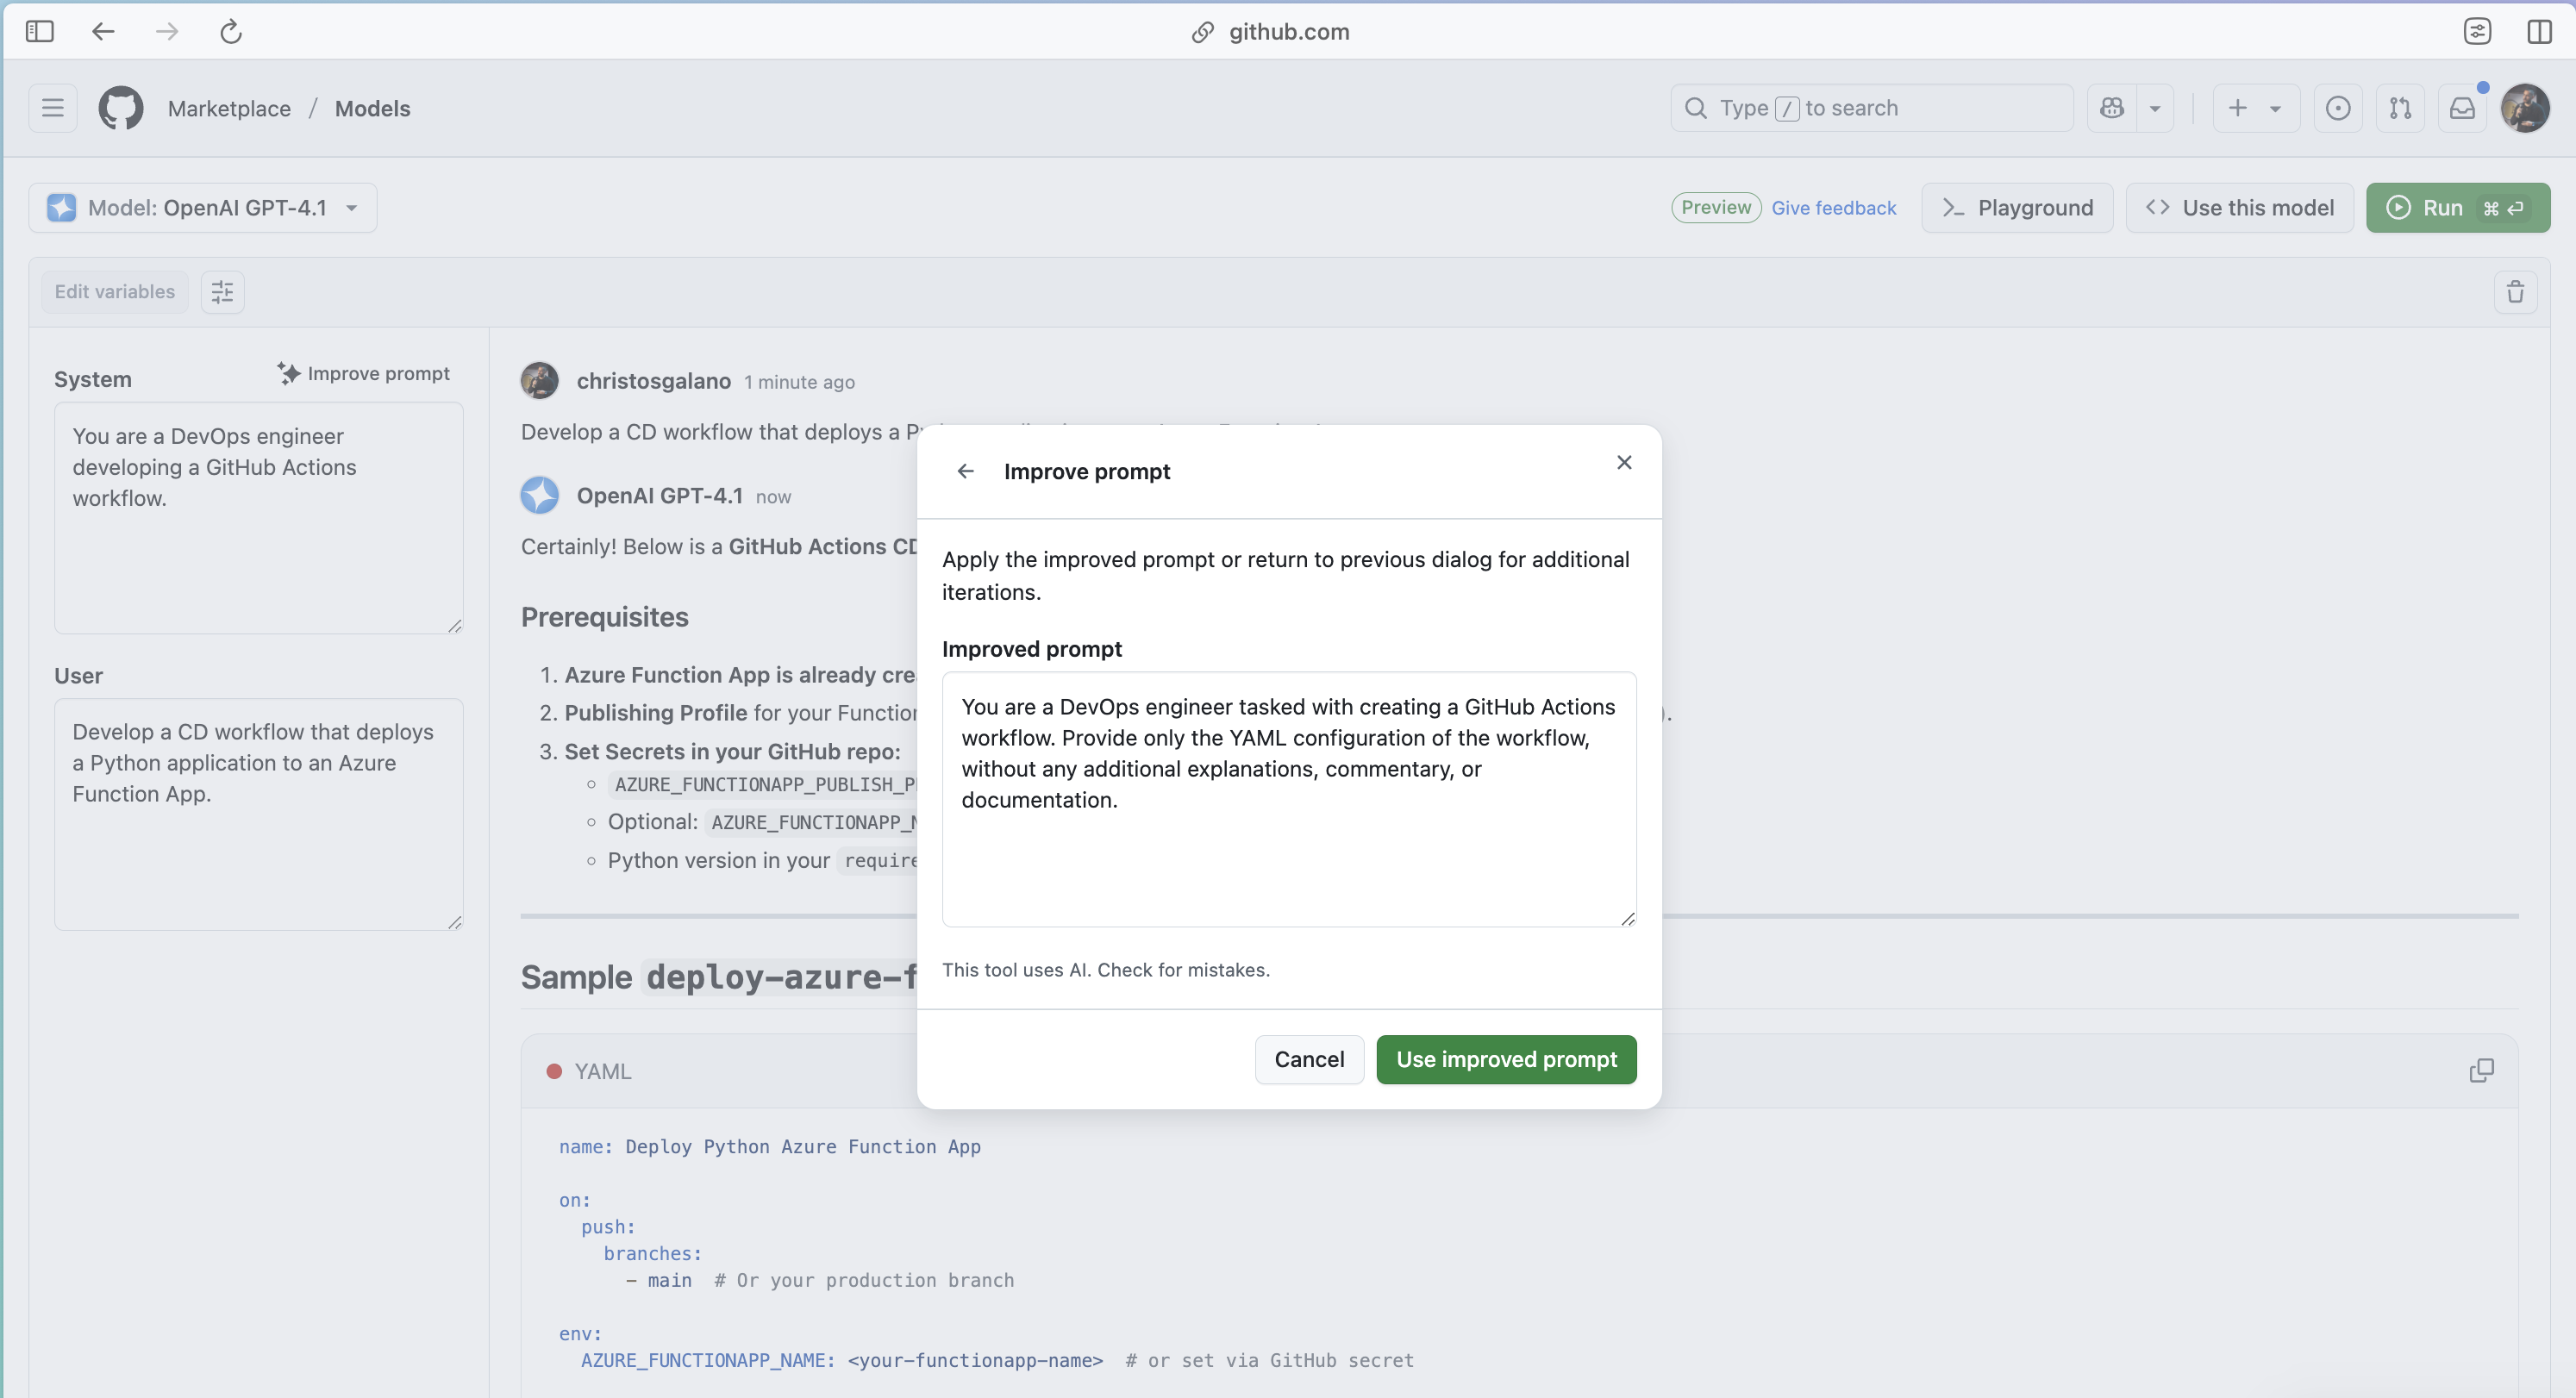 github.com
Marketplace / Models
Type / to search
Model: OpenAI GPT-4.1
Preview
Give feedback
Playground
Use this model
Run ⌘ ↵
Edit variables
System
Improve prompt
You are a DevOps engineer
developing a GitHub Actions
workflow.
User
Develop a CD workflow that deploys
a Python application to an Azure
Function App.
christosgalano 1 minute ago
Develop a CD workflow that deploys a
OpenAI GPT-4.1 now
Certainly! Below is a GitHub Actions CD
Prerequisites
1. Azure Function App is already cre
2. Publishing Profile for your Function
).
3. Set Secrets in your GitHub repo:
AZURE_FUNCTIONAPP_PUBLISH_P
Optional: AZURE_FUNCTIONAPP_N
Python version in your require
Sample deploy-azure-f
YAML
name: Deploy Python Azure Function App
on:
push:
branches:
- main # Or your production branch
env:
AZURE_FUNCTIONAPP_NAME: <your-functionapp-name> # or set via GitHub secret
Improve prompt
Apply the improved prompt or return to previous dialog for additional
iterations.
Improved prompt
You are a DevOps engineer tasked with creating a GitHub Actions
workflow. Provide only the YAML configuration of the workflow,
without any additional explanations, commentary, or
documentation.
This tool uses AI. Check for mistakes.
Cancel
Use improved prompt